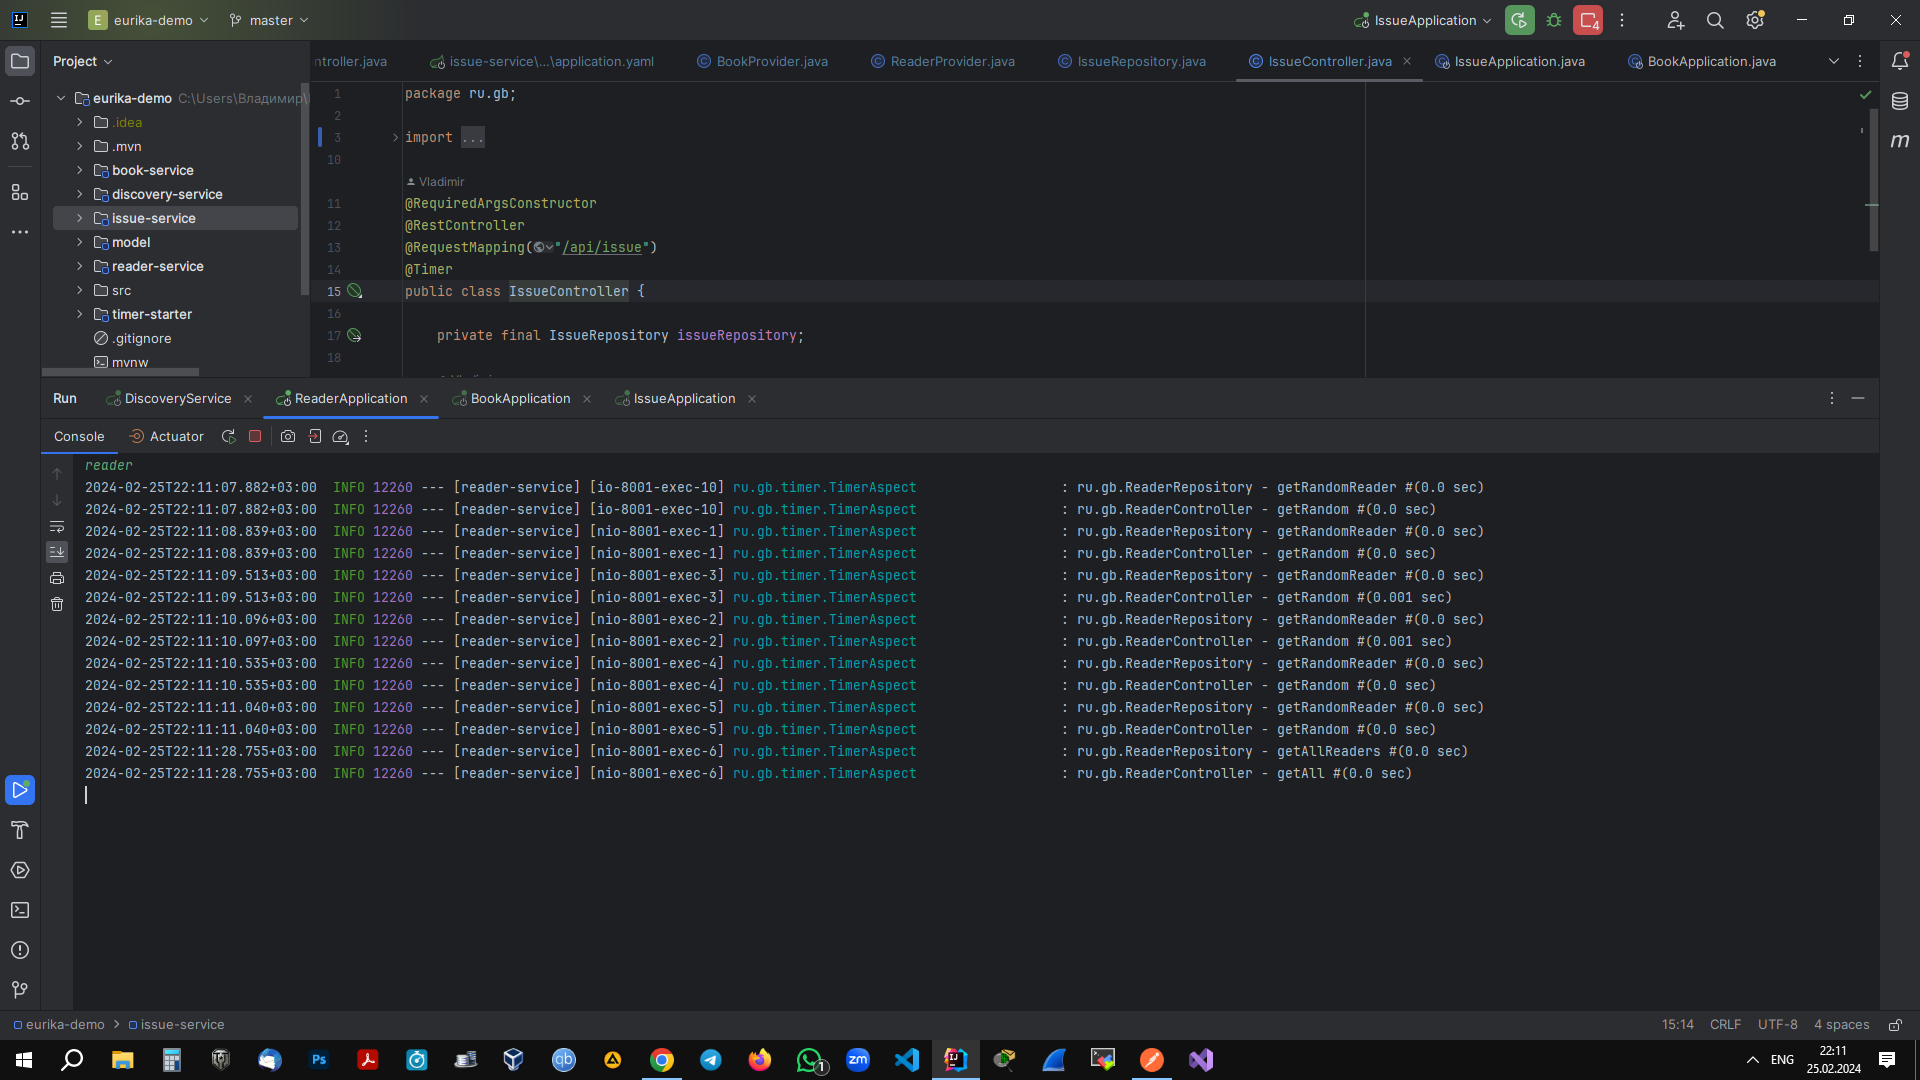 E eurika-demo master IssueApplication 4
Project
ntroller.java issue-service\...\application.yaml BookProvider.java ReaderProvider.java IssueRepository.java IssueController.java IssueApplication.java BookApplication.java
eurika-demo C:\Users\Владимир\
.idea
.mvn
book-service
discovery-service
issue-service
model
reader-service
src
timer-starter
.gitignore
mvnw
1 package ru.gb;
2
3 import ...
10
Vladimir
11 @RequiredArgsConstructor
12 @RestController
13 @RequestMapping("/api/issue")
14 @Timer
15 public class IssueController {
16
17 private final IssueRepository issueRepository;
18
Run DiscoveryService ReaderApplication BookApplication IssueApplication
Console Actuator
reader
2024-02-25T22:11:07.882+03:00 INFO 12260 --- [reader-service] [io-8001-exec-10] ru.gb.timer.TimerAspect : ru.gb.ReaderRepository - getRandomReader #(0.0 sec)
2024-02-25T22:11:07.882+03:00 INFO 12260 --- [reader-service] [io-8001-exec-10] ru.gb.timer.TimerAspect : ru.gb.ReaderController - getRandom #(0.0 sec)
2024-02-25T22:11:08.839+03:00 INFO 12260 --- [reader-service] [nio-8001-exec-1] ru.gb.timer.TimerAspect : ru.gb.ReaderRepository - getRandomReader #(0.0 sec)
2024-02-25T22:11:08.839+03:00 INFO 12260 --- [reader-service] [nio-8001-exec-1] ru.gb.timer.TimerAspect : ru.gb.ReaderController - getRandom #(0.0 sec)
2024-02-25T22:11:09.513+03:00 INFO 12260 --- [reader-service] [nio-8001-exec-3] ru.gb.timer.TimerAspect : ru.gb.ReaderRepository - getRandomReader #(0.0 sec)
2024-02-25T22:11:09.513+03:00 INFO 12260 --- [reader-service] [nio-8001-exec-3] ru.gb.timer.TimerAspect : ru.gb.ReaderController - getRandom #(0.001 sec)
2024-02-25T22:11:10.096+03:00 INFO 12260 --- [reader-service] [nio-8001-exec-2] ru.gb.timer.TimerAspect : ru.gb.ReaderRepository - getRandomReader #(0.0 sec)
2024-02-25T22:11:10.097+03:00 INFO 12260 --- [reader-service] [nio-8001-exec-2] ru.gb.timer.TimerAspect : ru.gb.ReaderController - getRandom #(0.001 sec)
2024-02-25T22:11:10.535+03:00 INFO 12260 --- [reader-service] [nio-8001-exec-4] ru.gb.timer.TimerAspect : ru.gb.ReaderRepository - getRandomReader #(0.0 sec)
2024-02-25T22:11:10.535+03:00 INFO 12260 --- [reader-service] [nio-8001-exec-4] ru.gb.timer.TimerAspect : ru.gb.ReaderController - getRandom #(0.0 sec)
2024-02-25T22:11:11.040+03:00 INFO 12260 --- [reader-service] [nio-8001-exec-5] ru.gb.timer.TimerAspect : ru.gb.ReaderRepository - getRandomReader #(0.0 sec)
2024-02-25T22:11:11.040+03:00 INFO 12260 --- [reader-service] [nio-8001-exec-5] ru.gb.timer.TimerAspect : ru.gb.ReaderController - getRandom #(0.0 sec)
2024-02-25T22:11:28.755+03:00 INFO 12260 --- [reader-service] [nio-8001-exec-6] ru.gb.timer.TimerAspect : ru.gb.ReaderRepository - getAllReaders #(0.0 sec)
2024-02-25T22:11:28.755+03:00 INFO 12260 --- [reader-service] [nio-8001-exec-6] ru.gb.timer.TimerAspect : ru.gb.ReaderController - getAll #(0.0 sec)
eurika-demo issue-service 15:14 CRLF UTF-8 4 spaces
Ps qb zm 1 ENG 22:11
25.02.2024